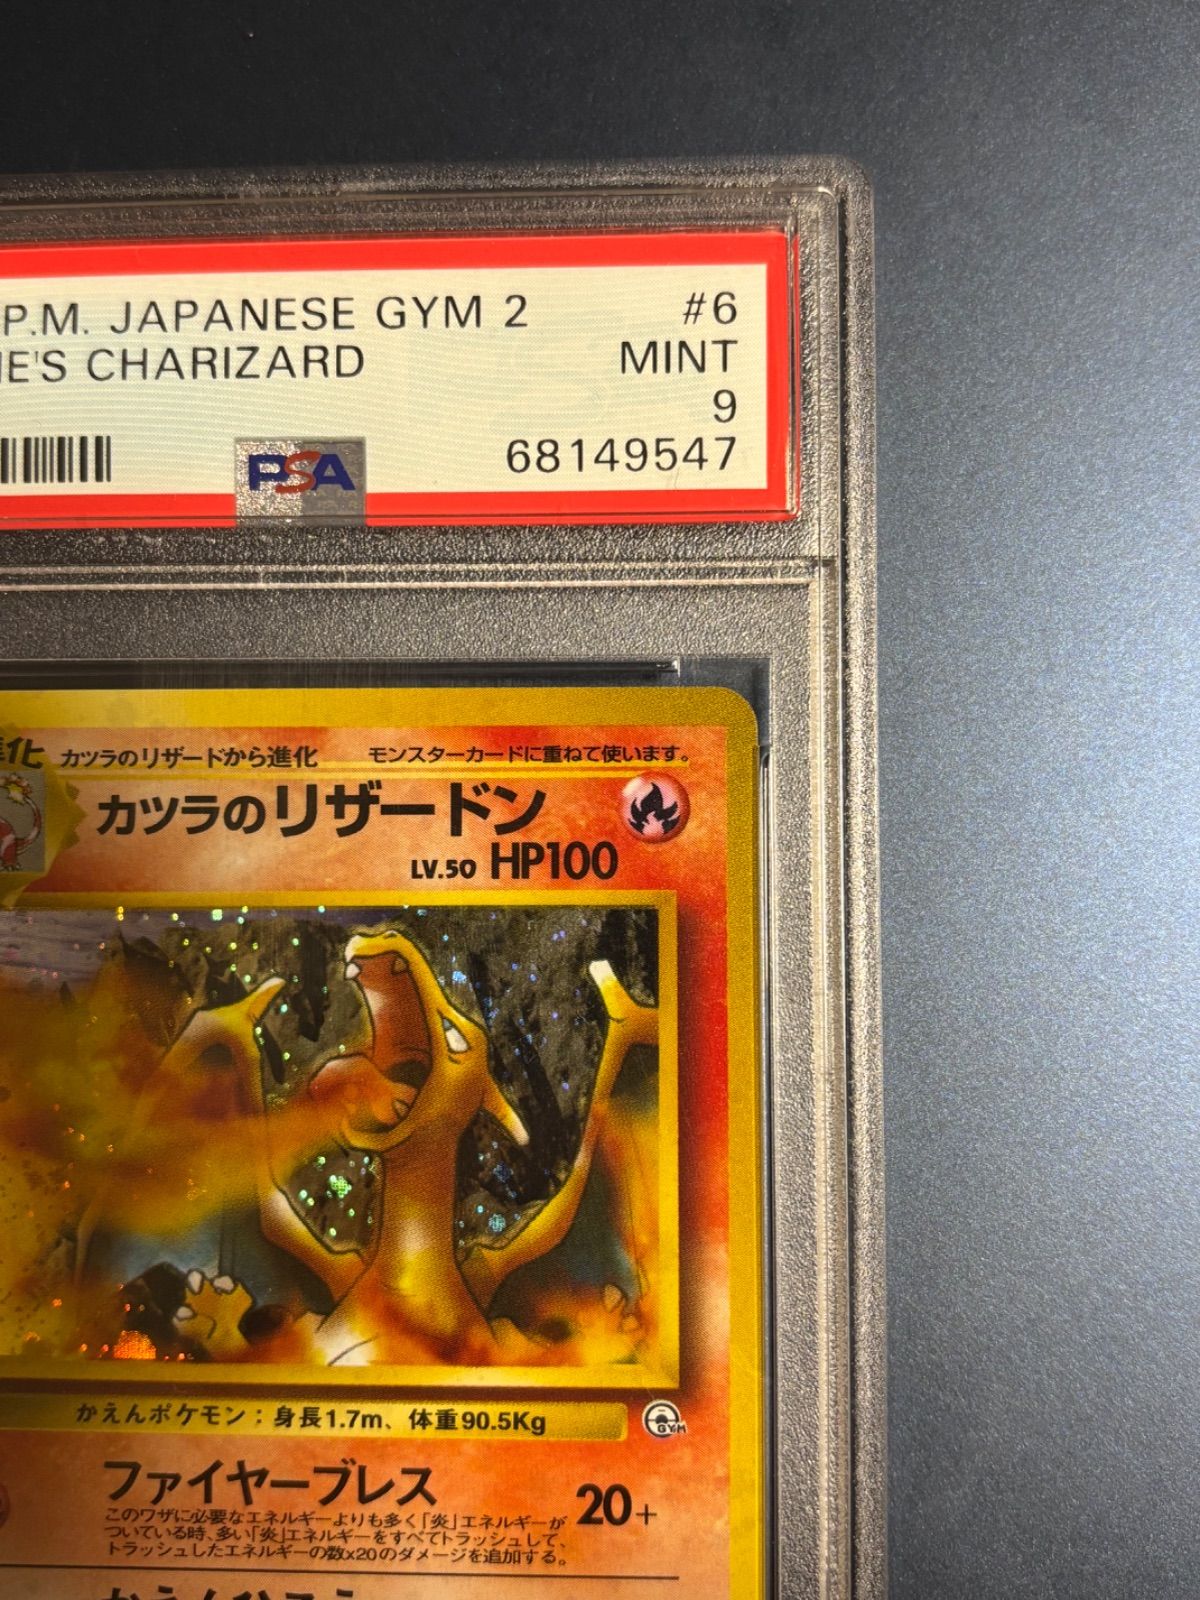 P.M. JAPANESE GYM 2 #6
IE'S CHARIZARD MINT
9
PSA 68149547
進化 カツラのリザードから進化 モンスターカードに重ねて使います。
カツラのリザードン
LV.50 HP100
かえんポケモン；身長1.7m、体重90.5Kg
GYM
ファイヤーブレス 20+
このワザに必要なエネルギーよりも多く「炎」エネルギーが
ついている時、多い「炎」エネルギーをすべてトラッシュして、
トラッシュしたエネルギーの数×20のダメージを追加する。